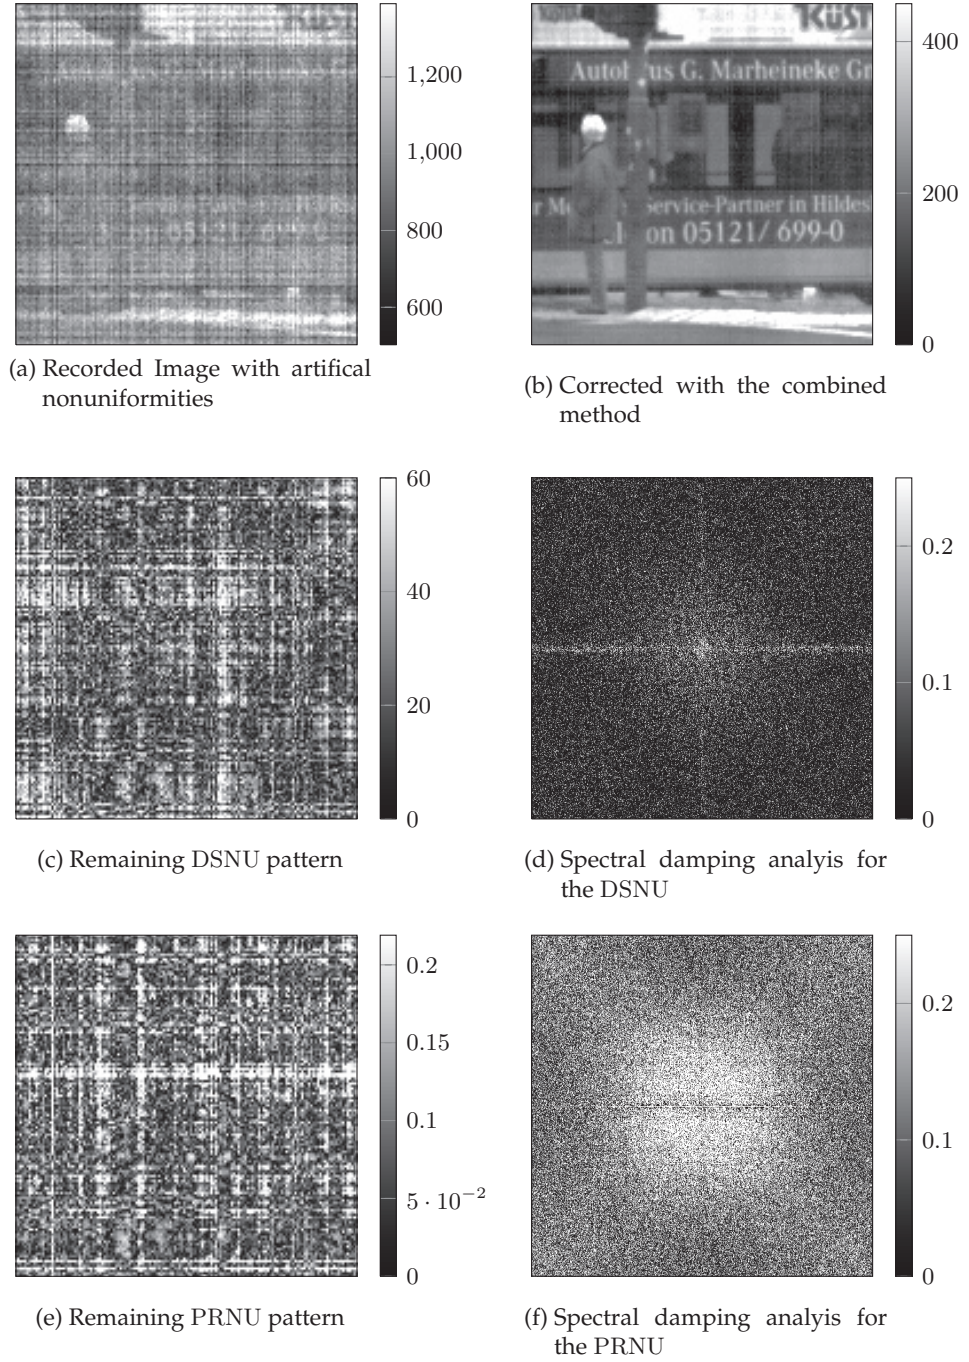 KÜST
1,200
1,000
800
600
(a) Recorded Image with artifical
nonuniformities
KÜST
400
200
0
Autoh us G. Marheineke Gr
r M Service-Partner in Hildes
on 05121/ 699-0
(b) Corrected with the combined
method
60
40
20
0
(c) Remaining DSNU pattern
0.2
0.1
0
(d) Spectral damping analyis for
the DSNU
0.2
0.15
0.1
5 · 10⁻²
0
(e) Remaining PRNU pattern
0.2
0.1
0
(f) Spectral damping analyis for
the PRNU